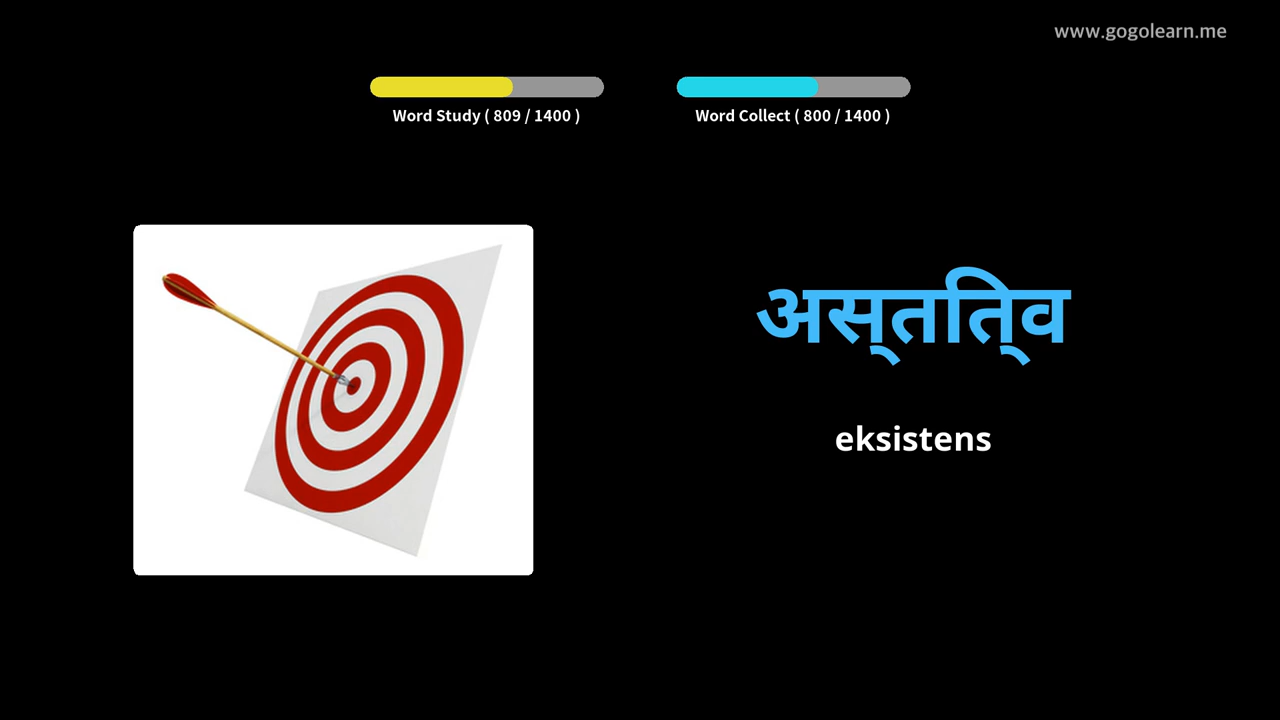 www.gogolearn.me
Word Study ( 809 / 1400 )
Word Collect ( 800 / 1400 )
अस्तित्व
eksistens